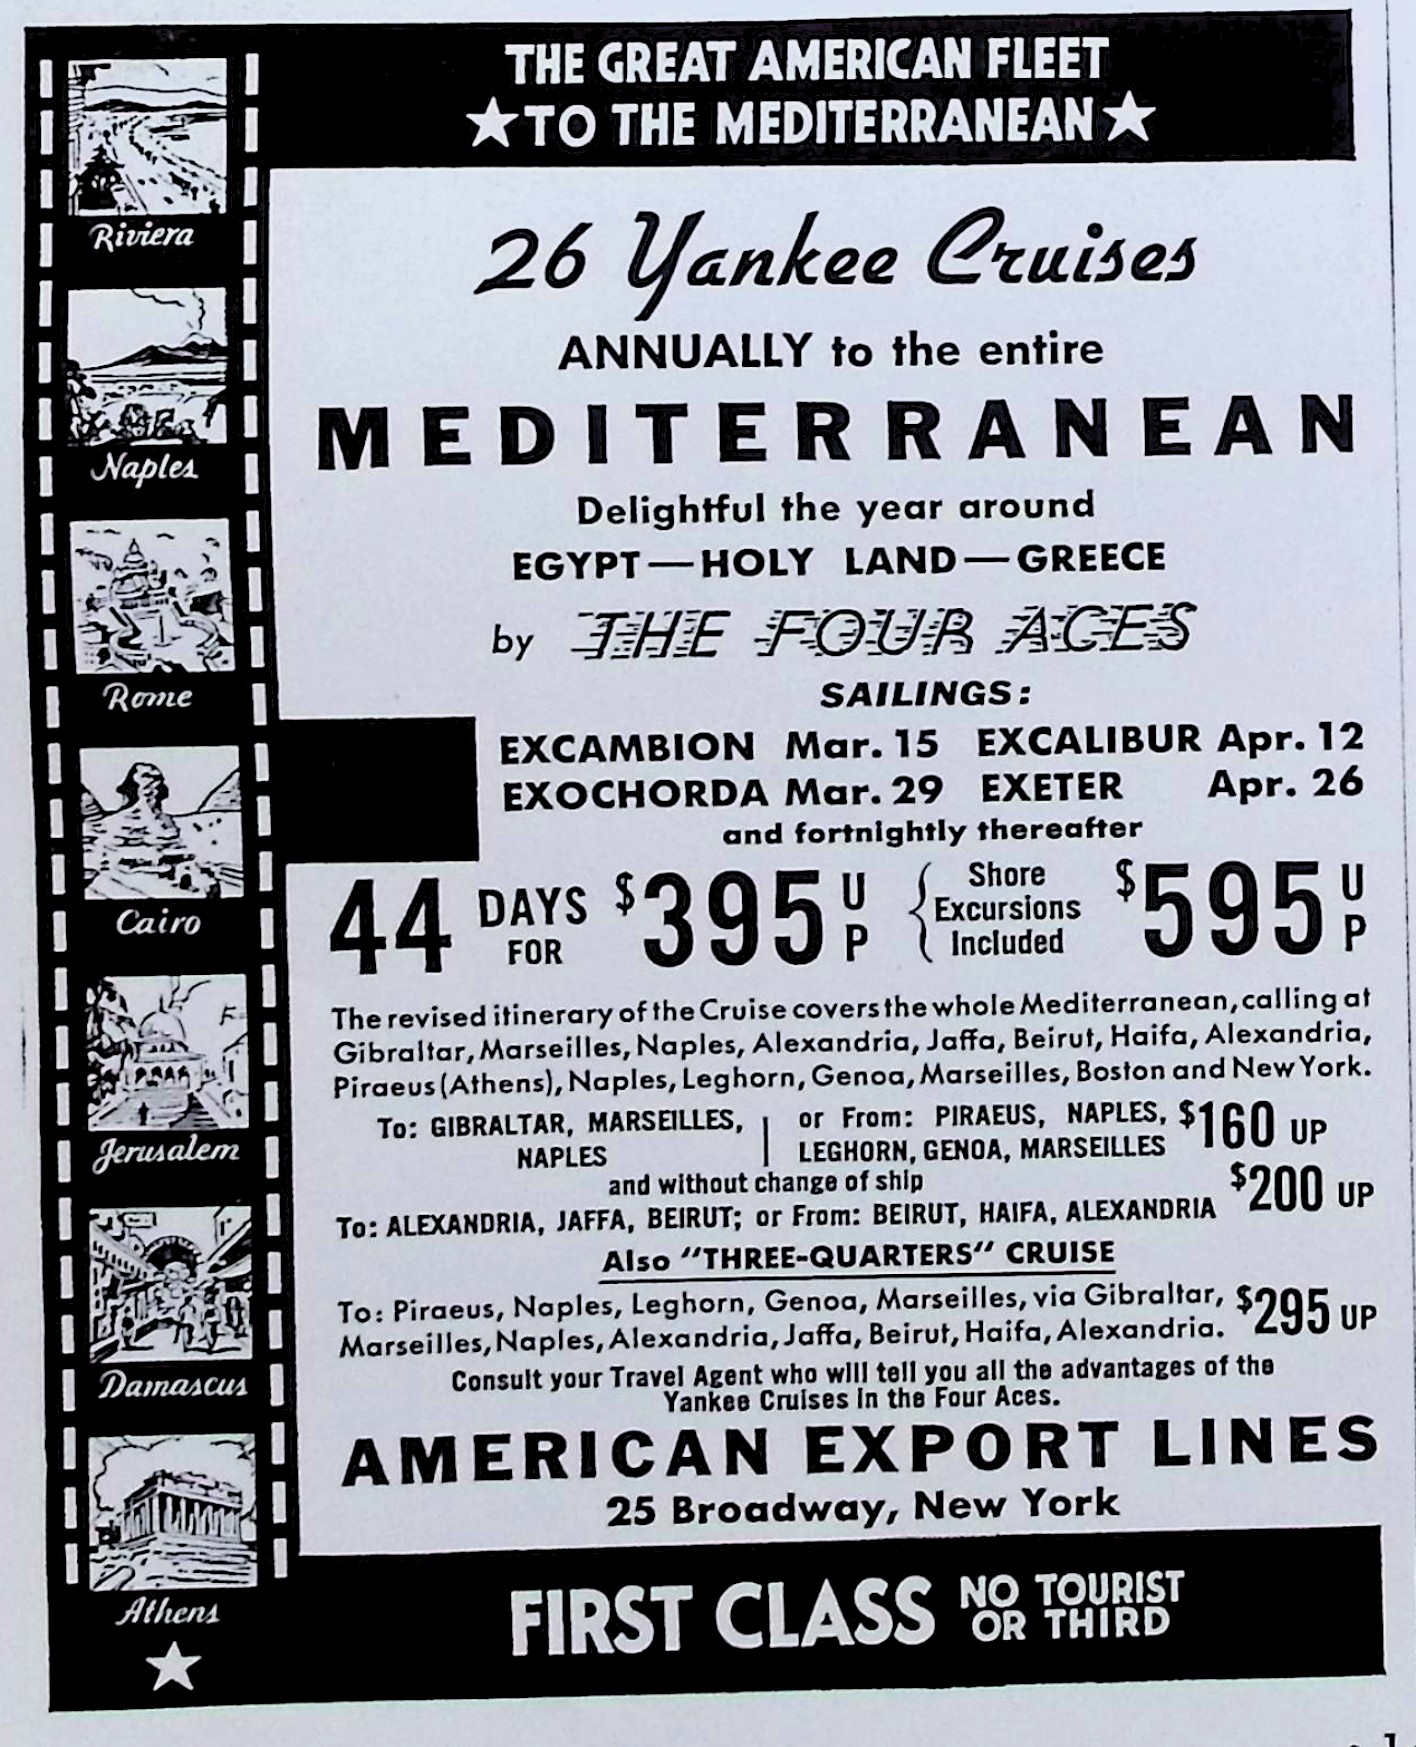 THE GREAT AMERICAN FLEET
★TO THE MEDITERRANEAN★
Riviera
Naples
Rome
Cairo
Jerusalem
Damascus
Athens
26 Yankee Cruises
ANNUALLY to the entire
MEDITERRANEAN
Delightful the year around
EGYPT—HOLY LAND—GREECE
by THE FOUR ACES
SAILINGS:
EXCAMBION Mar. 15 EXCALIBUR Apr. 12
EXOCHORDA Mar. 29 EXETER Apr. 26
and fortnightly thereafter
44 DAYS FOR $395 UP { Shore Excursions Included $595 UP
The revised itinerary of the Cruise covers the whole Mediterranean, calling at
Gibraltar, Marseilles, Naples, Alexandria, Jaffa, Beirut, Haifa, Alexandria,
Piraeus (Athens), Naples, Leghorn, Genoa, Marseilles, Boston and New York.
To: GIBRALTAR, MARSEILLES, NAPLES | or From: PIRAEUS, NAPLES, LEGHORN, GENOA, MARSEILLES $160 UP
and without change of ship
To: ALEXANDRIA, JAFFA, BEIRUT; or From: BEIRUT, HAIFA, ALEXANDRIA $200 UP
Also "THREE-QUARTERS" CRUISE
To: Piraeus, Naples, Leghorn, Genoa, Marseilles, via Gibraltar,
Marseilles, Naples, Alexandria, Jaffa, Beirut, Haifa, Alexandria. $295 UP
Consult your Travel Agent who will tell you all the advantages of the
Yankee Cruises in the Four Aces.
AMERICAN EXPORT LINES
25 Broadway, New York
FIRST CLASS NO TOURIST OR THIRD